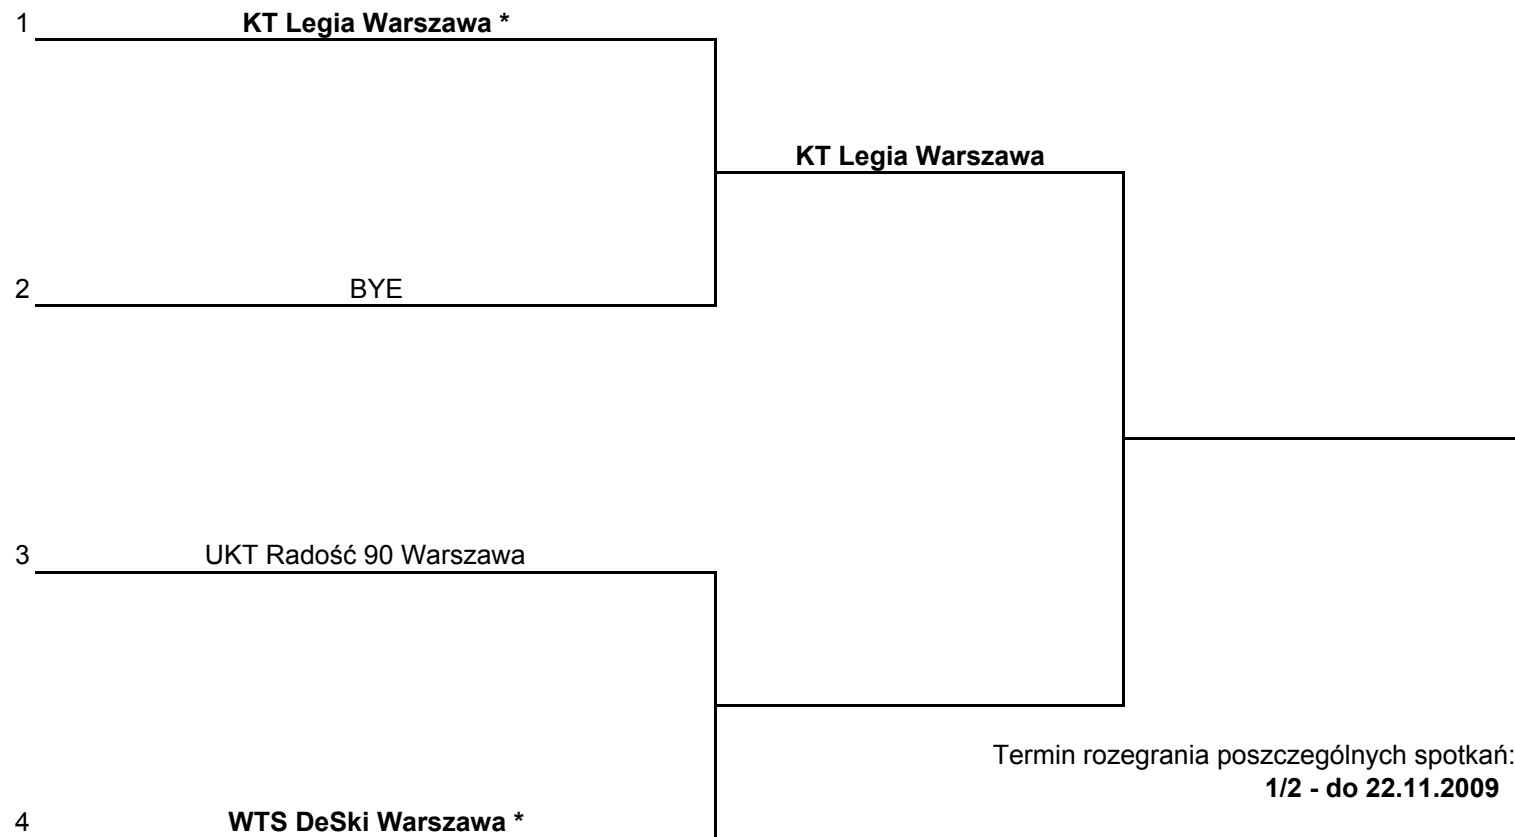 1 KT Legia Warszawa *
KT Legia Warszawa
2 BYE
3 UKT Radość 90 Warszawa
Termin rozegrania poszczególnych spotkań:
1/2 - do 22.11.2009
4 WTS DeSki Warszawa *